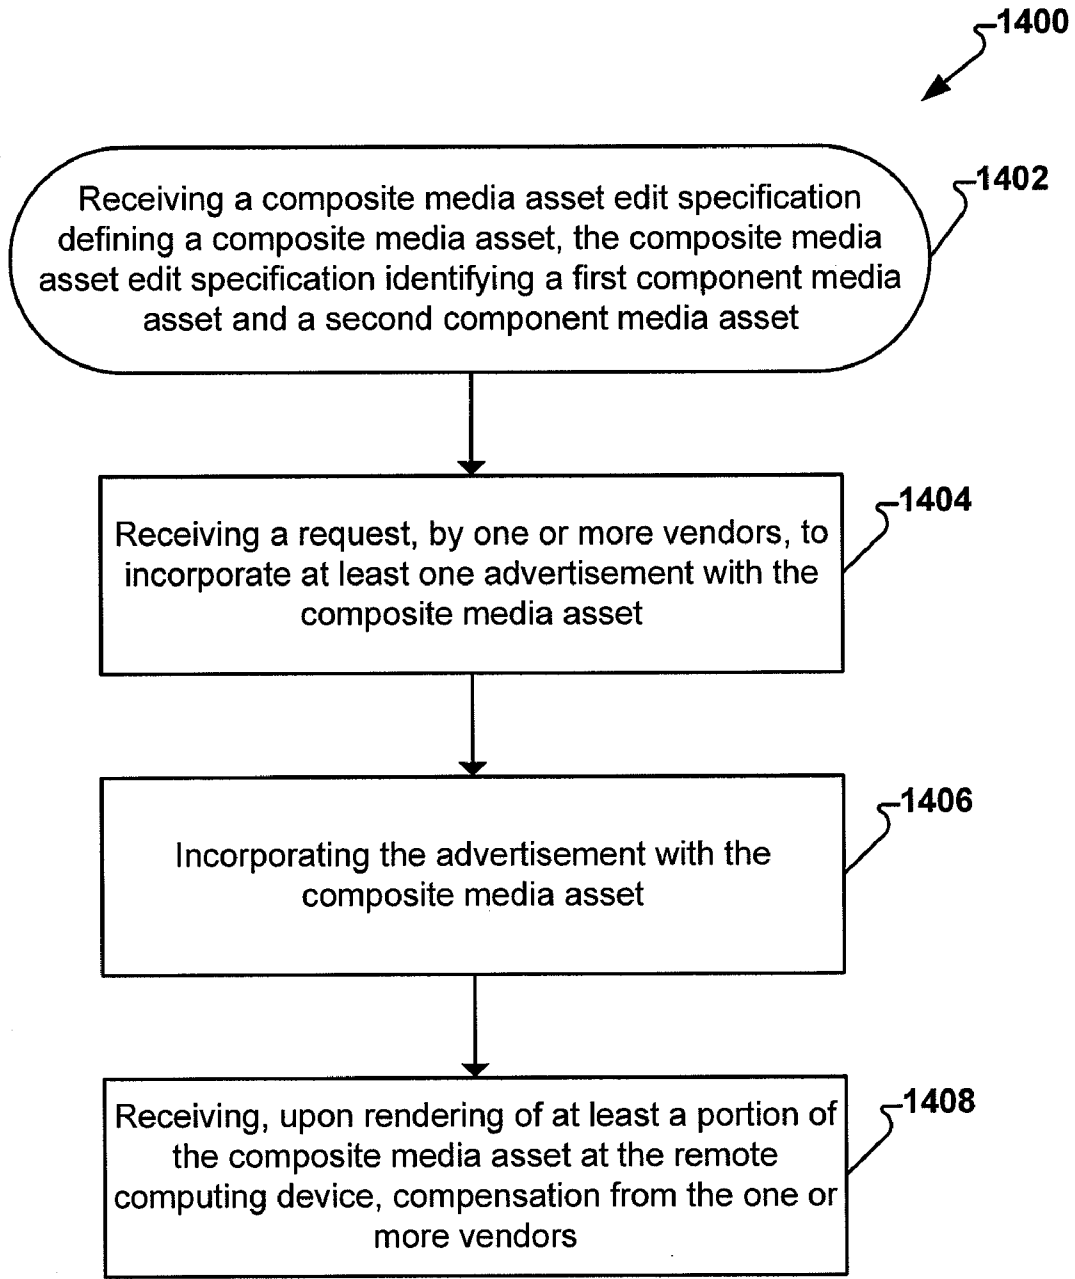 1400
1402
Receiving a composite media asset edit specification
defining a composite media asset, the composite media
asset edit specification identifying a first component media
asset and a second component media asset
1404
Receiving a request, by one or more vendors, to
incorporate at least one advertisement with the
composite media asset
1406
Incorporating the advertisement with the
composite media asset
1408
Receiving, upon rendering of at least a portion of
the composite media asset at the remote
computing device, compensation from the one or
more vendors